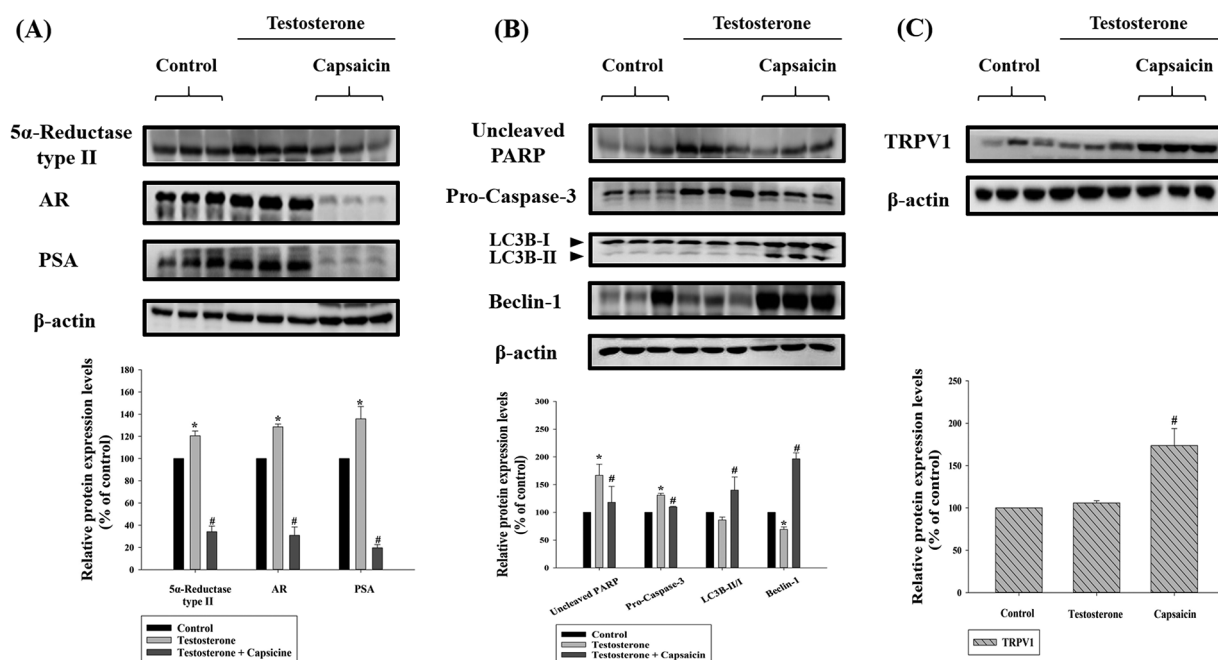 (A)
Testosterone
Control
Capsaicin
5α-Reductase
type II
AR
PSA
β-actin
Relative protein expression levels
(% of control)
180
160
140
120
100
80
60
40
20
0
*
#
*
#
*
#
5α-Reductase
type II
AR
PSA
Control
Testosterone
Testosterone + Capsicine
(B)
Testosterone
Control
Capsaicin
Uncleaved
PARP
Pro-Caspase-3
LC3B-I
LC3B-II
Beclin-1
β-actin
Relative protein expression levels
(% of control)
300
250
200
150
100
50
0
*
#
*
#
#
*
#
Uncleaved PARP
Pro-Caspase-3
LC3B-II/I
Beclin-1
Control
Testosterone
Testosterone + Capsaicin
(C)
Testosterone
Control
Capsaicin
TRPV1
β-actin
Relative protein expression levels
(% of control)
250
200
150
100
50
0
#
Control
Testosterone
Capsaicin
TRPV1